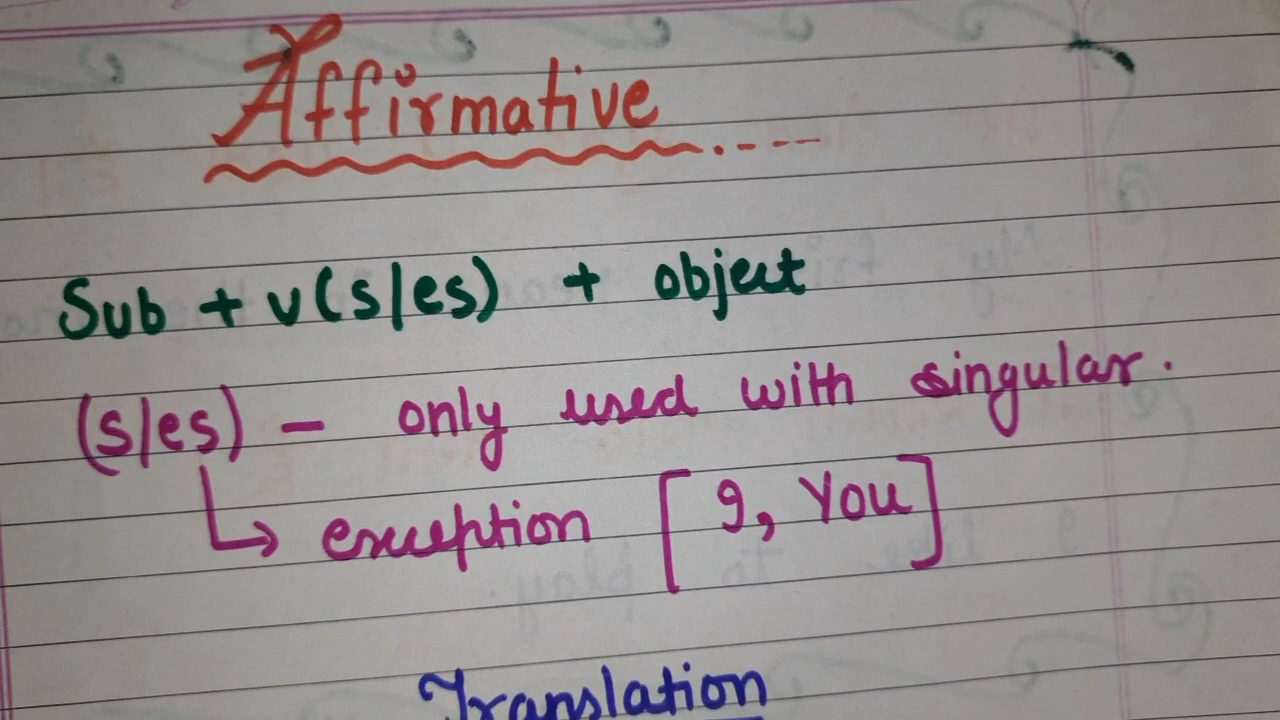 Affirmative
Sub + v(s/es) + object
(s/es) - only used with singular.
exception [I, You]
Translation